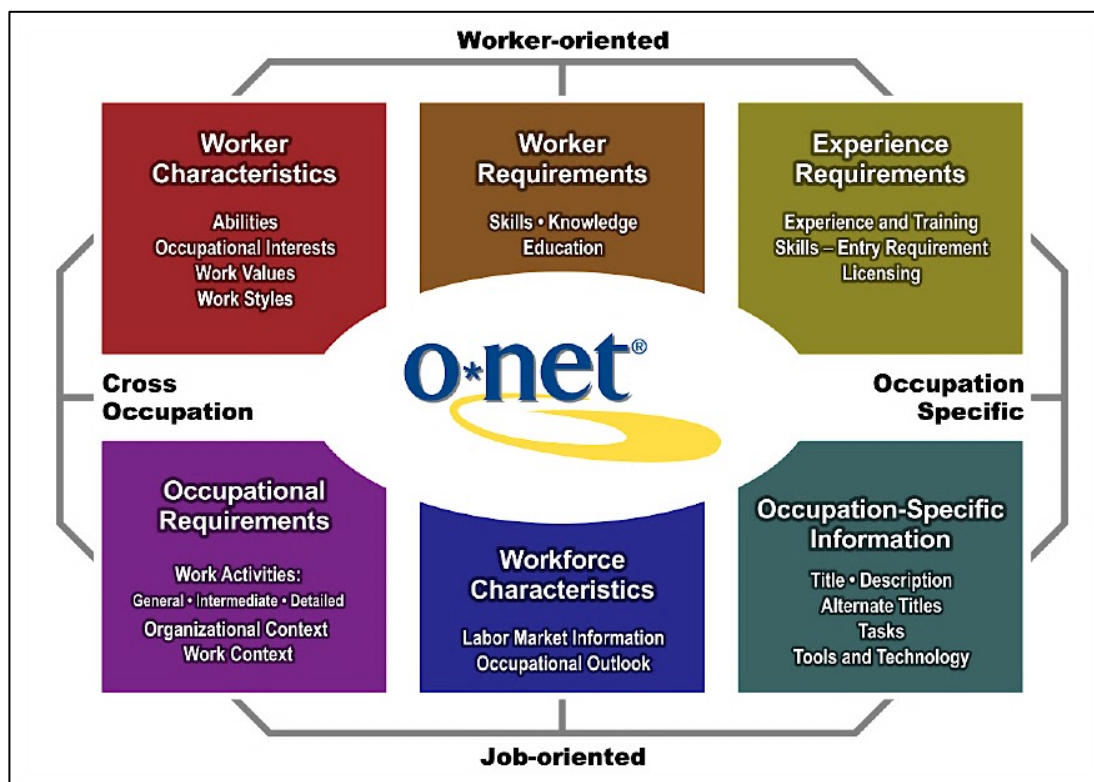 Worker-oriented
Worker
Characteristics
Abilities
Occupational Interests
Work Values
Work Styles
Worker
Requirements
Skills • Knowledge
Education
Experience
Requirements
Experience and Training
Skills – Entry Requirement
Licensing
Cross
Occupation
o*net®
Occupation
Specific
Occupational
Requirements
Work Activities:
General • Intermediate • Detailed
Organizational Context
Work Context
Workforce
Characteristics
Labor Market Information
Occupational Outlook
Occupation-Specific
Information
Title • Description
Alternate Titles
Tasks
Tools and Technology
Job-oriented